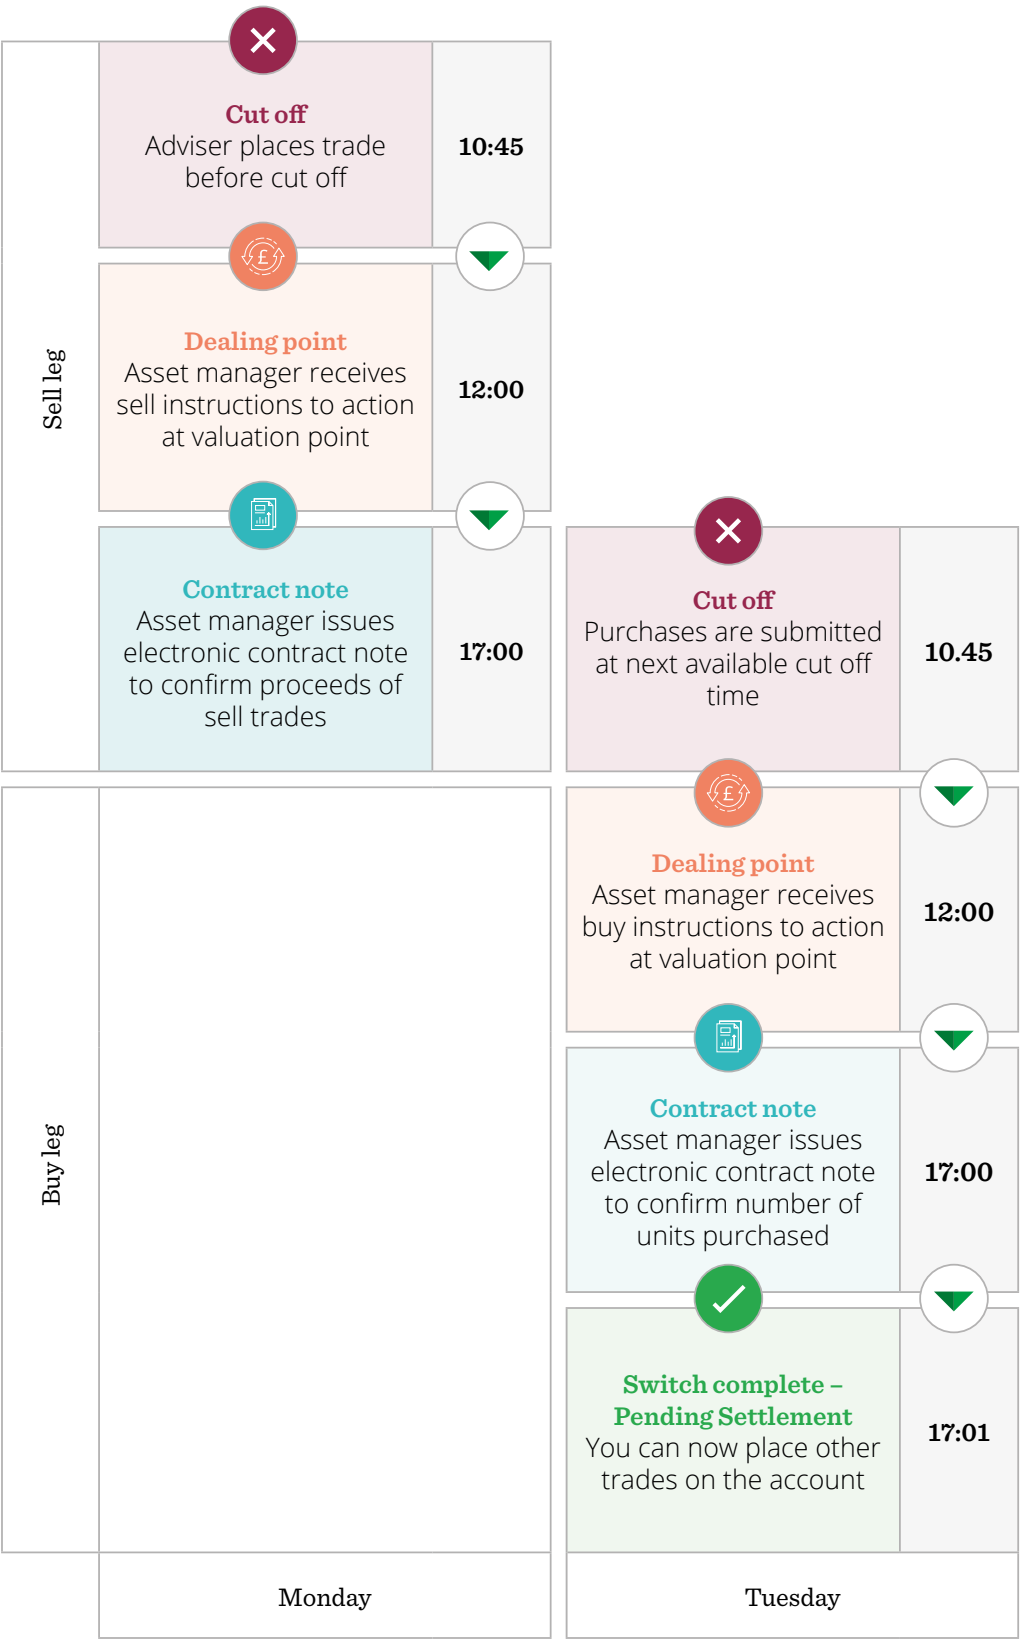 Sell leg
Cut off
Adviser places trade
before cut off
10:45
£
Dealing point
Asset manager receives
sell instructions to action
at valuation point
12:00
Contract note
Asset manager issues
electronic contract note
to confirm proceeds of
sell trades
17:00
Cut off
Purchases are submitted
at next available cut off
time
10.45
Buy leg
£
Dealing point
Asset manager receives
buy instructions to action
at valuation point
12:00
Contract note
Asset manager issues
electronic contract note
to confirm number of
units purchased
17:00
Switch complete –
Pending Settlement
You can now place other
trades on the account
17:01
Monday
Tuesday